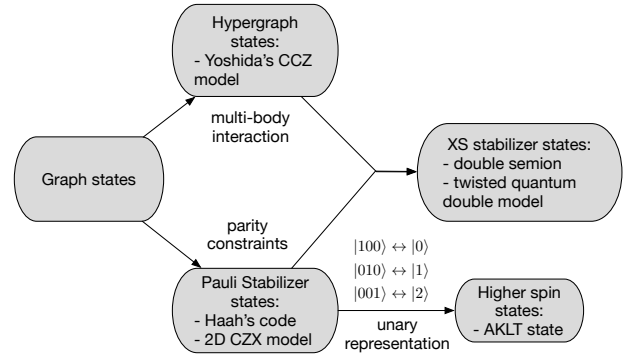 Hypergraph
states:
- Yoshida's CCZ
model
multi-body
interaction
Graph states
XS stabilizer states:
- double semion
- twisted quantum
double model
parity
constraints
|100⟩ ↔ |0⟩
|010⟩ ↔ |1⟩
|001⟩ ↔ |2⟩
Pauli Stabilizer
states:
- Haah's code
- 2D CZX model
unary
representation
Higher spin
states:
- AKLT state